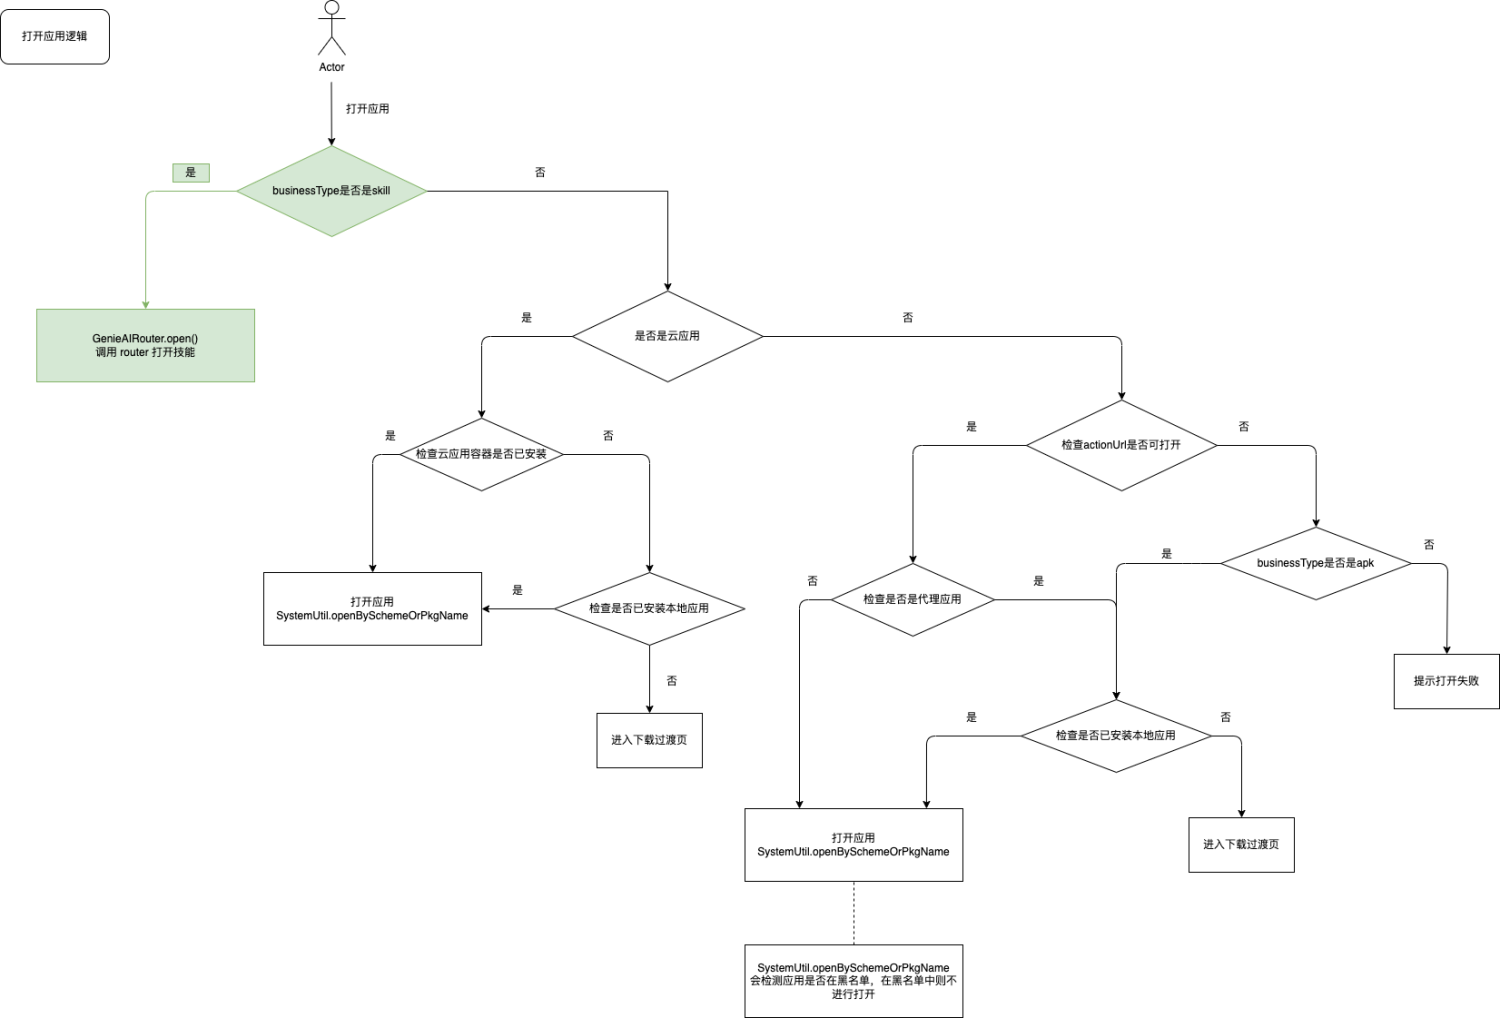 打开应用逻辑
Actor
打开应用
是
businessType是否是skill
否
GenieAIRouter.open()
调用 router 打开技能
是
是否是云应用
否
是
检查云应用容器是否已安装
否
是
检查actionUrl是否可打开
否
打开应用
SystemUtil.openBySchemeOrPkgName
是
检查是否已安装本地应用
否
进入下载过渡页
否
检查是否是代理应用
是
是
businessType是否是apk
否
提示打开失败
是
检查是否已安装本地应用
否
打开应用
SystemUtil.openBySchemeOrPkgName
进入下载过渡页
SystemUtil.openBySchemeOrPkgName
会检测应用是否在黑名单，在黑名单中则不
进行打开